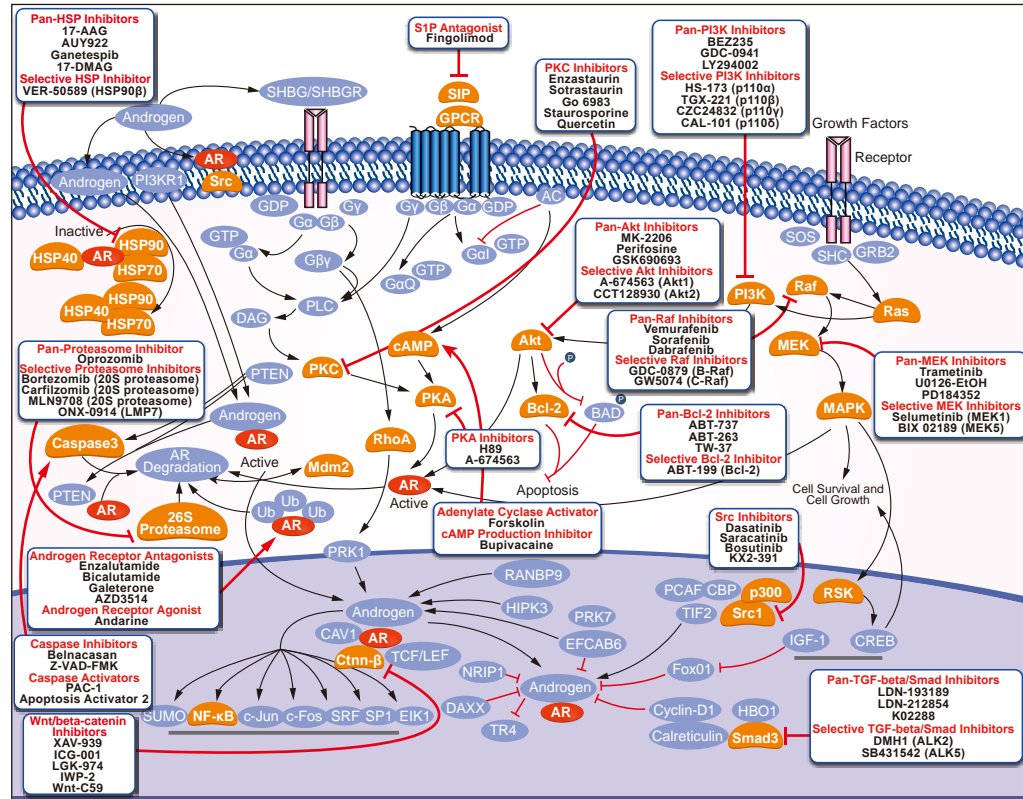 Pan-HSP Inhibitors
17-AAG
AUY922
Ganetespib
17-DMAG
Selective HSP Inhibitor
VER-50589 (HSP90β)
S1P Antagonist
Fingolimod
PKC Inhibitors
Enzastaurin
Sotrastaurin
Go 6983
Staurosporine
Quercetin
Pan-PI3K Inhibitors
BEZ235
GDC-0941
LY294002
Selective PI3K Inhibitors
HS-173 (p110α)
TGX-221 (p110β)
CZC24832 (p110γ)
CAL-101 (p110δ)
SHBG/SHBGR
Androgen
SIP
GPCR
Growth Factors
Receptor
AR
Src
Androgen
PI3KR1
GDP
Gα
Gβ
Gγ
Gγ
Gβ
Gα
GDP
AC
GTP
Gα
Gβγ
GαI
GTP
GαQ
GTP
SOS
SHC
GRB2
Inactive
HSP40
AR
HSP90
HSP70
HSP40
HSP90
HSP70
PLC
DAG
PKC
cAMP
PKA
RhoA
Pan-Akt Inhibitors
MK-2206
Perifosine
GSK690693
Selective Akt Inhibitors
A-674563 (Akt1)
CCT128930 (Akt2)
PI3K
Raf
Ras
MEK
MAPK
Pan-Raf Inhibitors
Vemurafenib
Sorafenib
Dabrafenib
Selective Raf Inhibitors
GDC-0879 (B-Raf)
GW5074 (C-Raf)
Akt
P
Bcl-2
BAD
P
Apoptosis
Pan-MEK Inhibitors
Trametinib
U0126-EtOH
PD184352
Selective MEK Inhibitors
Selumetinib (MEK1)
BIX 02189 (MEK5)
Pan-Proteasome Inhibitor
Oprozomib
Selective Proteasome Inhibitors
Bortezomib (20S proteasome)
Carfilzomib (20S proteasome)
MLN9708 (20S proteasome)
ONX-0914 (LMP7)
PTEN
Androgen
AR
Active
Pan-Bcl-2 Inhibitors
ABT-737
ABT-263
TW-37
Selective Bcl-2 Inhibitor
ABT-199 (Bcl-2)
PKA Inhibitors
H89
A-674563
Caspase3
AR
Degradation
Mdm2
PTEN
AR
26S
Proteasome
Ub
Ub
Ub
AR
AR
Active
Cell Survival and
Cell Growth
Adenylate Cyclase Activator
Forskolin
cAMP Production Inhibitor
Bupivacaine
Src Inhibitors
Dasatinib
Saracatinib
Bosutinib
KX2-391
Androgen Receptor Antagonists
Enzalutamide
Bicalutamide
Galeterone
AZD3514
Androgen Receptor Agonist
Andarine
PRK1
RANBP9
HIPK3
PRK7
EFCAB6
PCAF
CBP
p300
TIF2
Src1
RSK
CREB
IGF-1
Androgen
CAV1
AR
Ctnn-β
TCF/LEF
Caspase Inhibitors
Belnacasan
Z-VAD-FMK
Caspase Activators
PAC-1
Apoptosis Activator 2
NRIP1
Androgen
AR
DAXX
TR4
Fox01
Cyclin-D1
Calreticulin
HBO1
Smad3
Pan-TGF-beta/Smad Inhibitors
LDN-193189
LDN-212854
K02288
Selective TGF-beta/Smad Inhibitors
DMH1 (ALK2)
SB431542 (ALK5)
SUMO
NF-κB
c-Jun
c-Fos
SRF
SP1
EIK1
Wnt/beta-catenin
Inhibitors
XAV-939
ICG-001
LGK-974
IWP-2
Wnt-C59